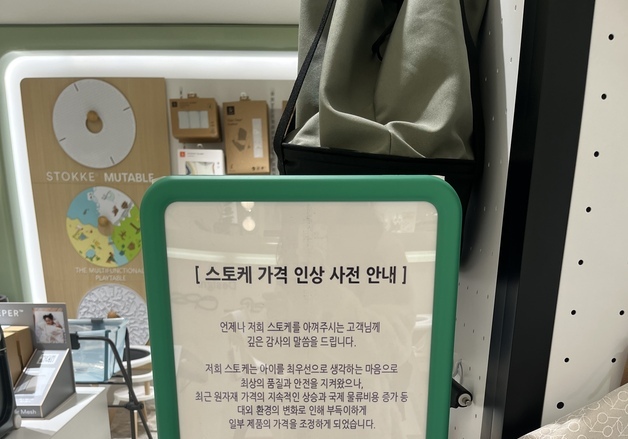 STOKKE MUTABLE
THE MULTI-FUNCTIONAL
PLAYTABLE
[ 스토케 가격 인상 사전 안내 ]
언제나 저희 스토케를 아껴주시는 고객님께
깊은 감사의 말씀을 드립니다.
저희 스토케는 아이를 최우선으로 생각하는 마음으로
최상의 품질과 안전을 지켜왔으나,
최근 원자재 가격의 지속적인 상승과 국제 물류비용 증가 등
대외 환경의 변화로 인해 부득이하게
일부 제품의 가격을 조정하게 되었습니다.
Mesh